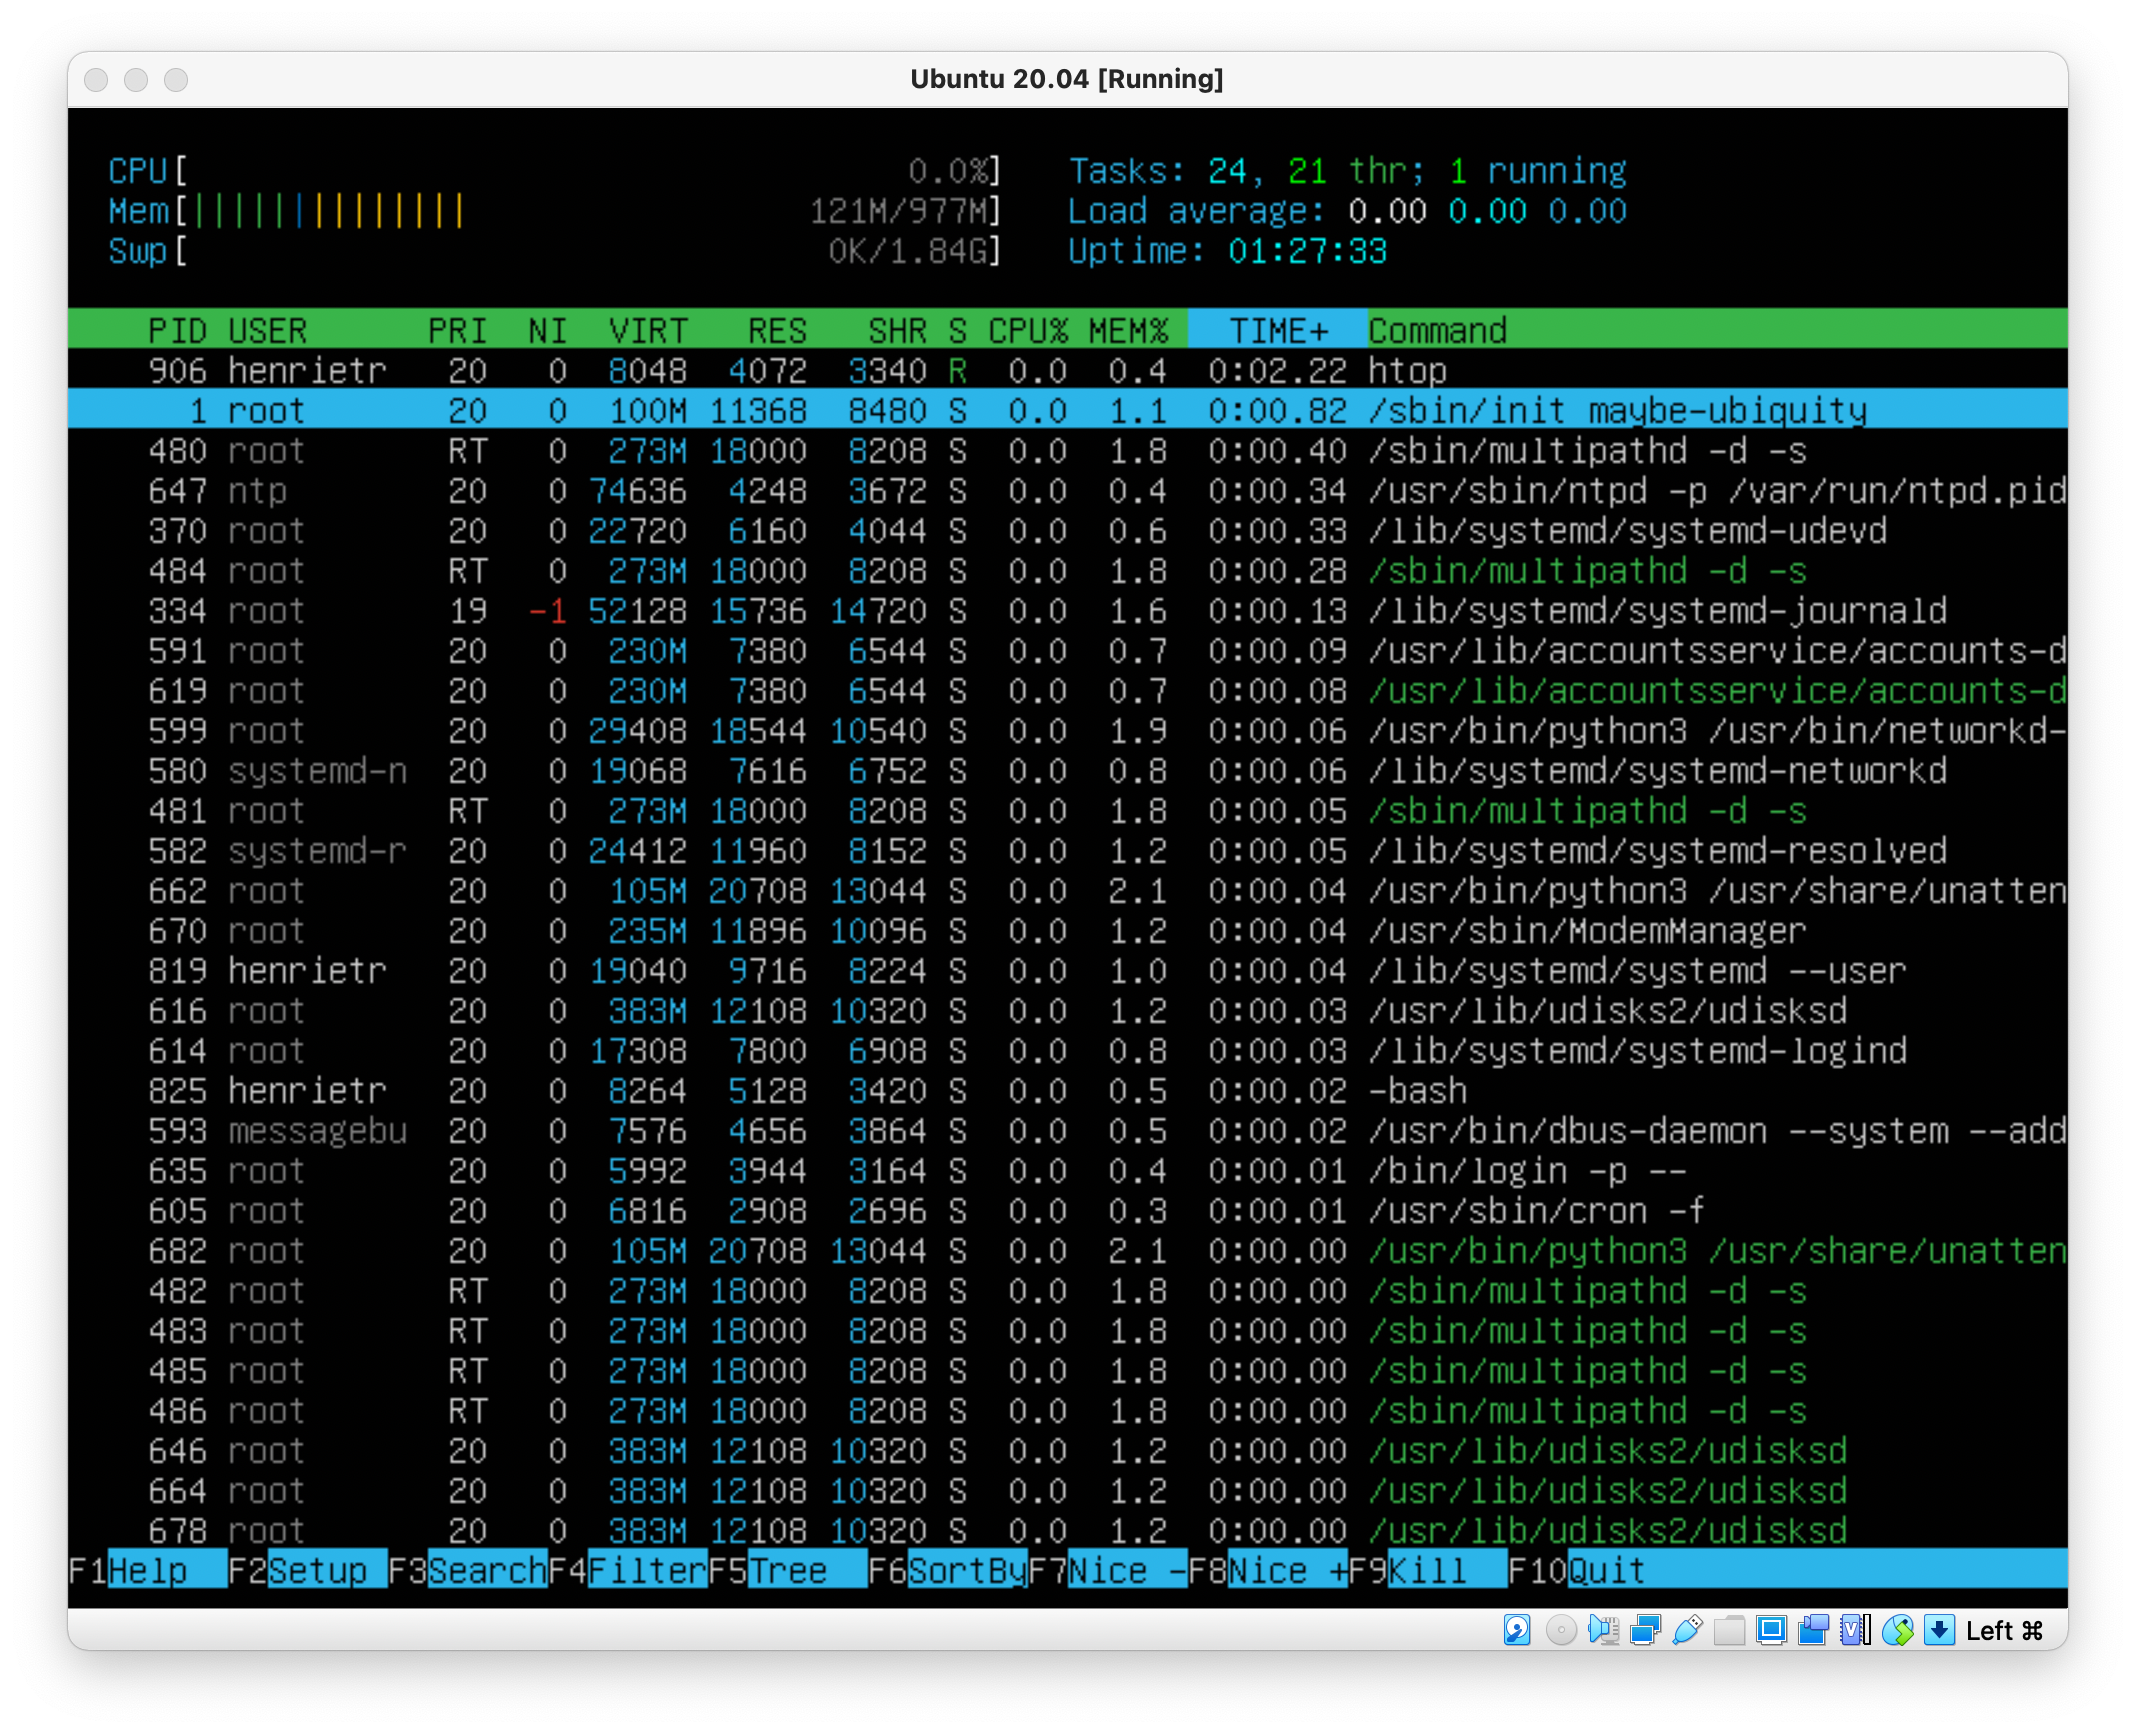 Ubuntu 20.04 [Running]
CPU[ 0.0%] Tasks: 24, 21 thr; 1 running
Mem[|||||||||||||| 121M/977M] Load average: 0.00 0.00 0.00
Swp[ 0K/1.84G] Uptime: 01:27:33
PID USER PRI NI VIRT RES SHR S CPU% MEM% TIME+ Command
906 henrietr 20 0 8048 4072 3340 R 0.0 0.4 0:02.22 htop
1 root 20 0 100M 11368 8480 S 0.0 1.1 0:00.82 /sbin/init maybe-ubiquity
480 root RT 0 273M 18000 8208 S 0.0 1.8 0:00.40 /sbin/multipathd -d -s
647 ntp 20 0 74636 4248 3672 S 0.0 0.4 0:00.34 /usr/sbin/ntpd -p /var/run/ntpd.pid
370 root 20 0 22720 6160 4044 S 0.0 0.6 0:00.33 /lib/systemd/systemd-udevd
484 root RT 0 273M 18000 8208 S 0.0 1.8 0:00.28 /sbin/multipathd -d -s
334 root 19 -1 52128 15736 14720 S 0.0 1.6 0:00.13 /lib/systemd/systemd-journald
591 root 20 0 230M 7380 6544 S 0.0 0.7 0:00.09 /usr/lib/accountsservice/accounts-d
619 root 20 0 230M 7380 6544 S 0.0 0.7 0:00.08 /usr/lib/accountsservice/accounts-d
599 root 20 0 29408 18544 10540 S 0.0 1.9 0:00.06 /usr/bin/python3 /usr/bin/networkd-
580 systemd-n 20 0 19068 7616 6752 S 0.0 0.8 0:00.06 /lib/systemd/systemd-networkd
481 root RT 0 273M 18000 8208 S 0.0 1.8 0:00.05 /sbin/multipathd -d -s
582 systemd-r 20 0 24412 11960 8152 S 0.0 1.2 0:00.05 /lib/systemd/systemd-resolved
662 root 20 0 105M 20708 13044 S 0.0 2.1 0:00.04 /usr/bin/python3 /usr/share/unatten
670 root 20 0 235M 11896 10096 S 0.0 1.2 0:00.04 /usr/sbin/ModemManager
819 henrietr 20 0 19040 9716 8224 S 0.0 1.0 0:00.04 /lib/systemd/systemd --user
616 root 20 0 383M 12108 10320 S 0.0 1.2 0:00.03 /usr/lib/udisks2/udisksd
614 root 20 0 17308 7800 6908 S 0.0 0.8 0:00.03 /lib/systemd/systemd-logind
825 henrietr 20 0 8264 5128 3420 S 0.0 0.5 0:00.02 -bash
593 messagebu 20 0 7576 4656 3864 S 0.0 0.5 0:00.02 /usr/bin/dbus-daemon --system --add
635 root 20 0 5992 3944 3164 S 0.0 0.4 0:00.01 /bin/login -p --
605 root 20 0 6816 2908 2696 S 0.0 0.3 0:00.01 /usr/sbin/cron -f
682 root 20 0 105M 20708 13044 S 0.0 2.1 0:00.00 /usr/bin/python3 /usr/share/unatten
482 root RT 0 273M 18000 8208 S 0.0 1.8 0:00.00 /sbin/multipathd -d -s
483 root RT 0 273M 18000 8208 S 0.0 1.8 0:00.00 /sbin/multipathd -d -s
485 root RT 0 273M 18000 8208 S 0.0 1.8 0:00.00 /sbin/multipathd -d -s
486 root RT 0 273M 18000 8208 S 0.0 1.8 0:00.00 /sbin/multipathd -d -s
646 root 20 0 383M 12108 10320 S 0.0 1.2 0:00.00 /usr/lib/udisks2/udisksd
664 root 20 0 383M 12108 10320 S 0.0 1.2 0:00.00 /usr/lib/udisks2/udisksd
678 root 20 0 383M 12108 10320 S 0.0 1.2 0:00.00 /usr/lib/udisks2/udisksd
F1Help F2Setup F3SearchF4FilterF5Tree F6SortByF7Nice -F8Nice +F9Kill F10Quit
Left ⌘